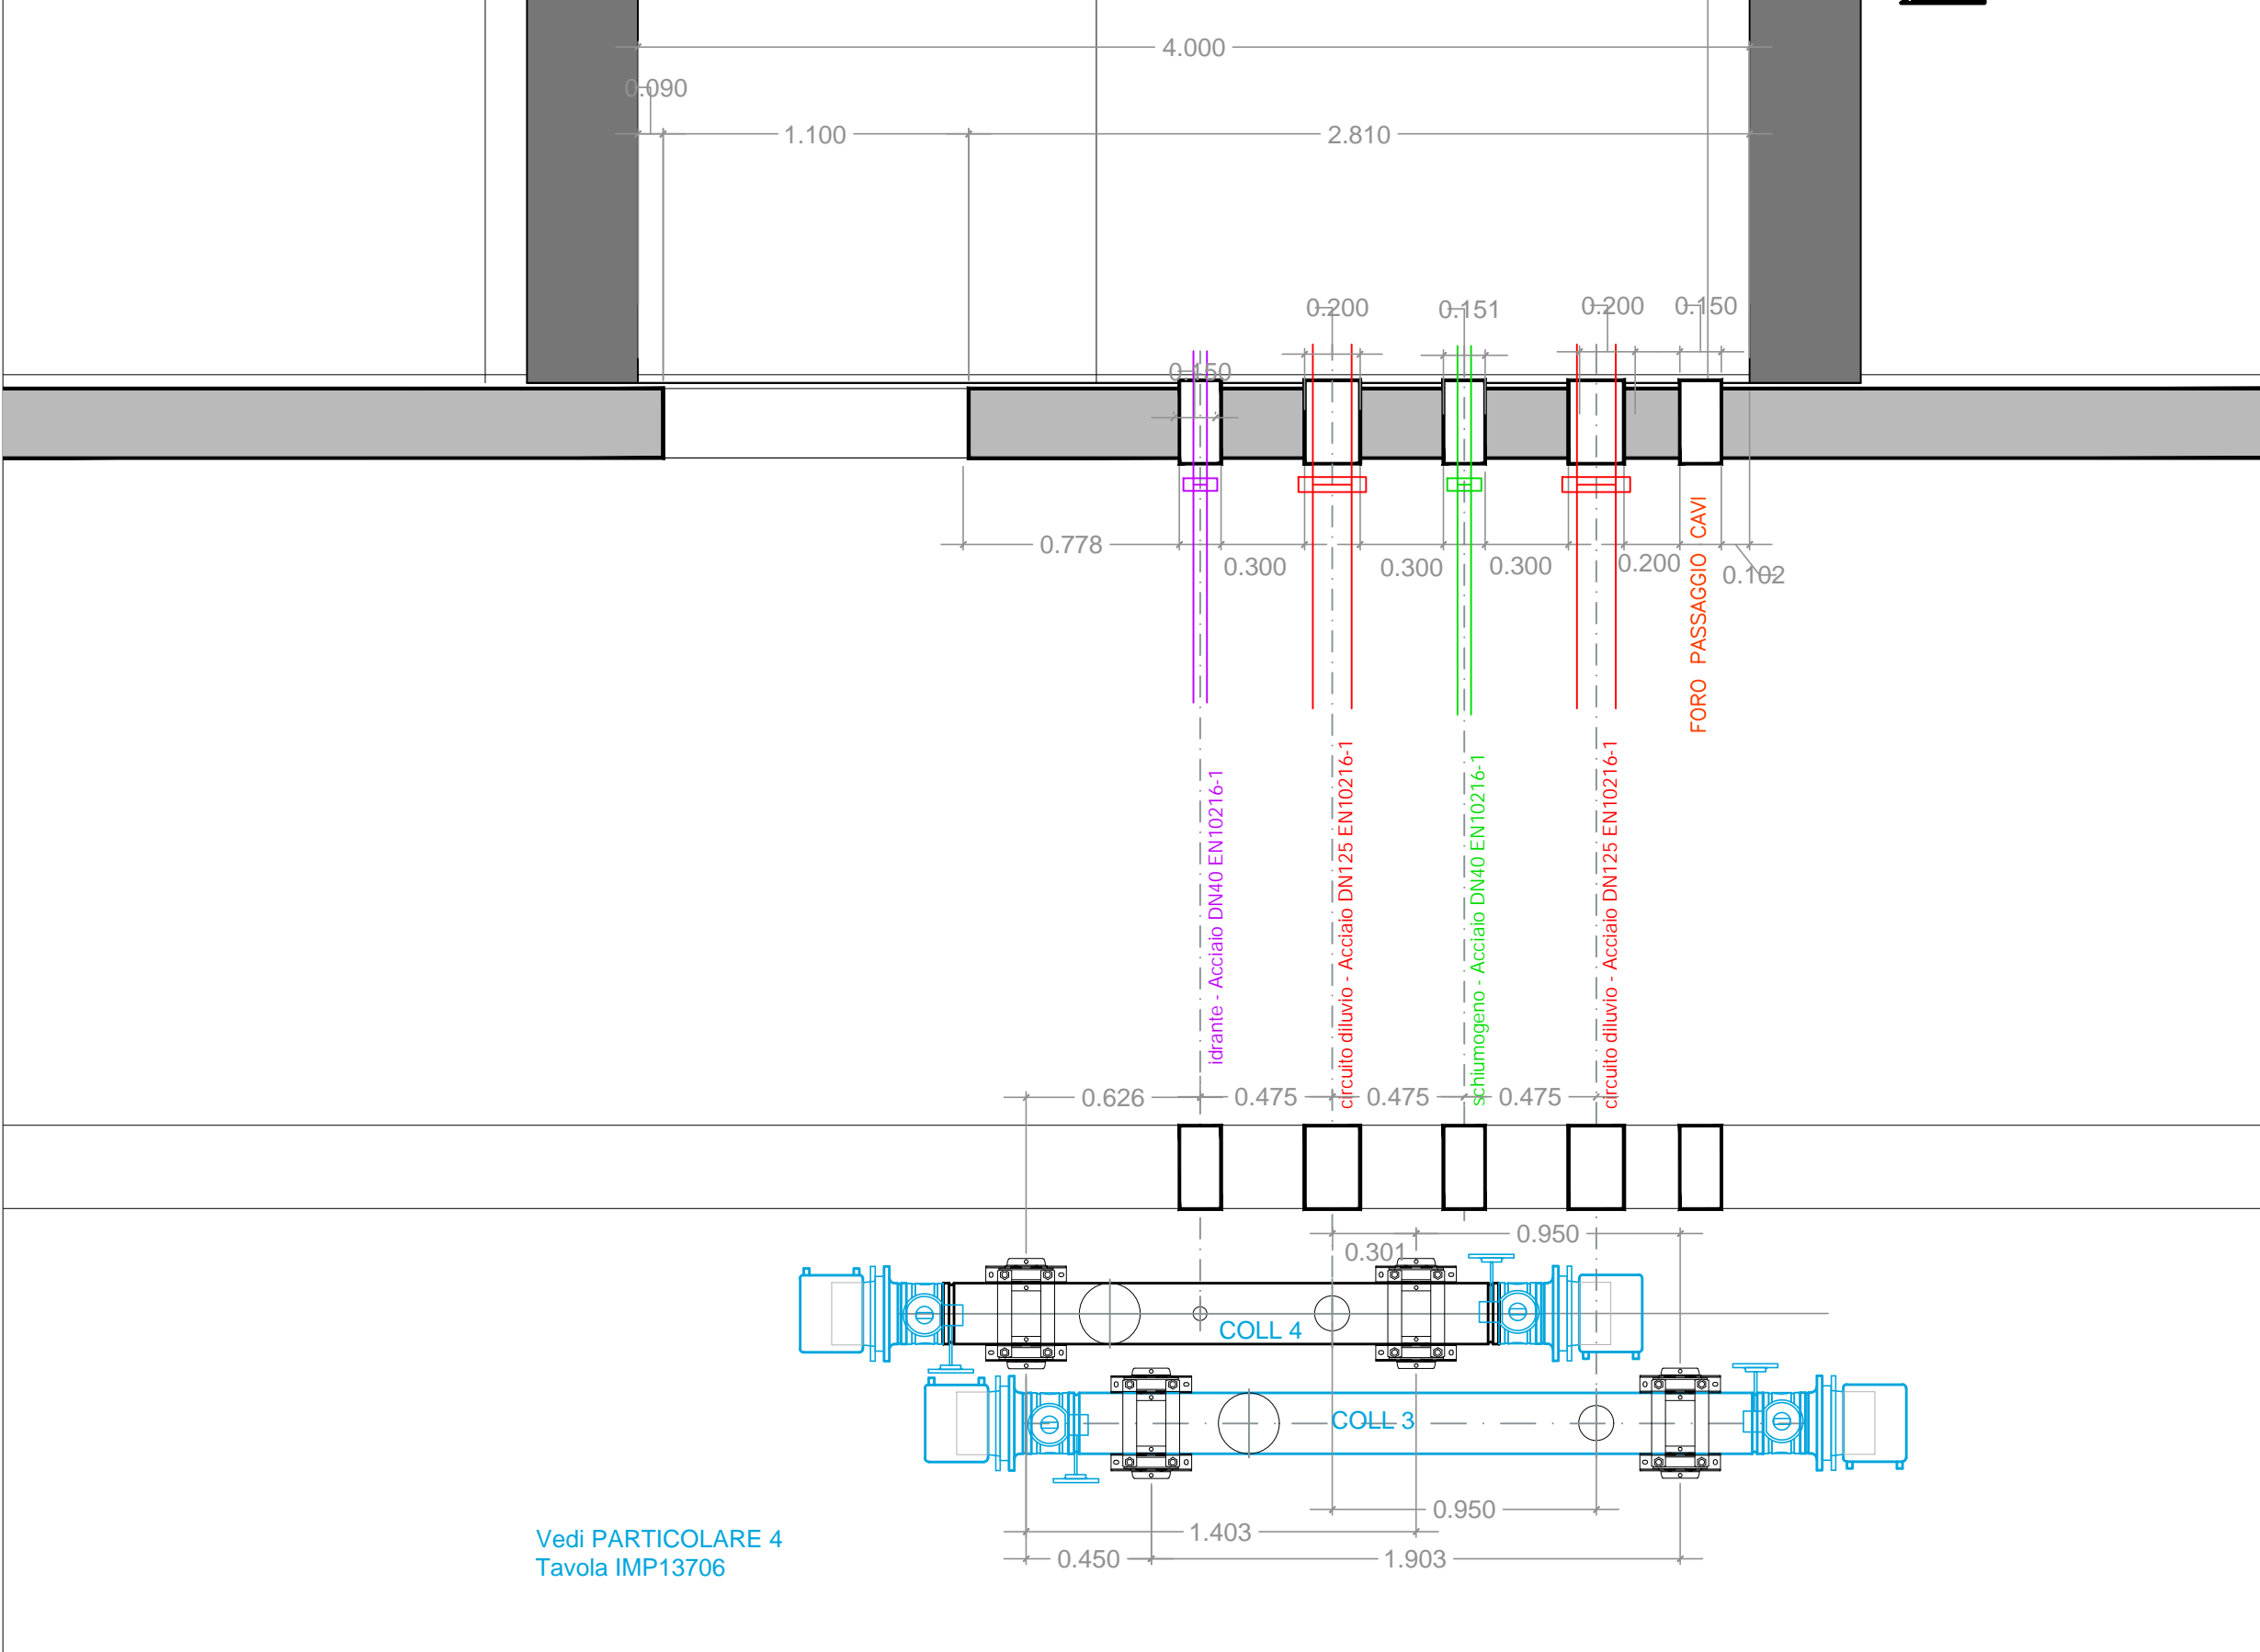 4.000
0.090
1.100
2.810
0.200
0.151
0.200
0.150
0.150
0.778
0.300
0.300
0.300
0.200
0.102
FORO PASSAGGIO CAVI
idrante - Acciaio DN40 EN10216-1
circuito diluvio - Acciaio DN125 EN10216-1
schiumogeno - Acciaio DN40 EN10216-1
circuito diluvio - Acciaio DN125 EN10216-1
0.626
0.475
0.475
0.475
0.301
0.950
COLL 4
COLL 3
0.950
1.403
0.450
1.903
Vedi PARTICOLARE 4
Tavola IMP13706